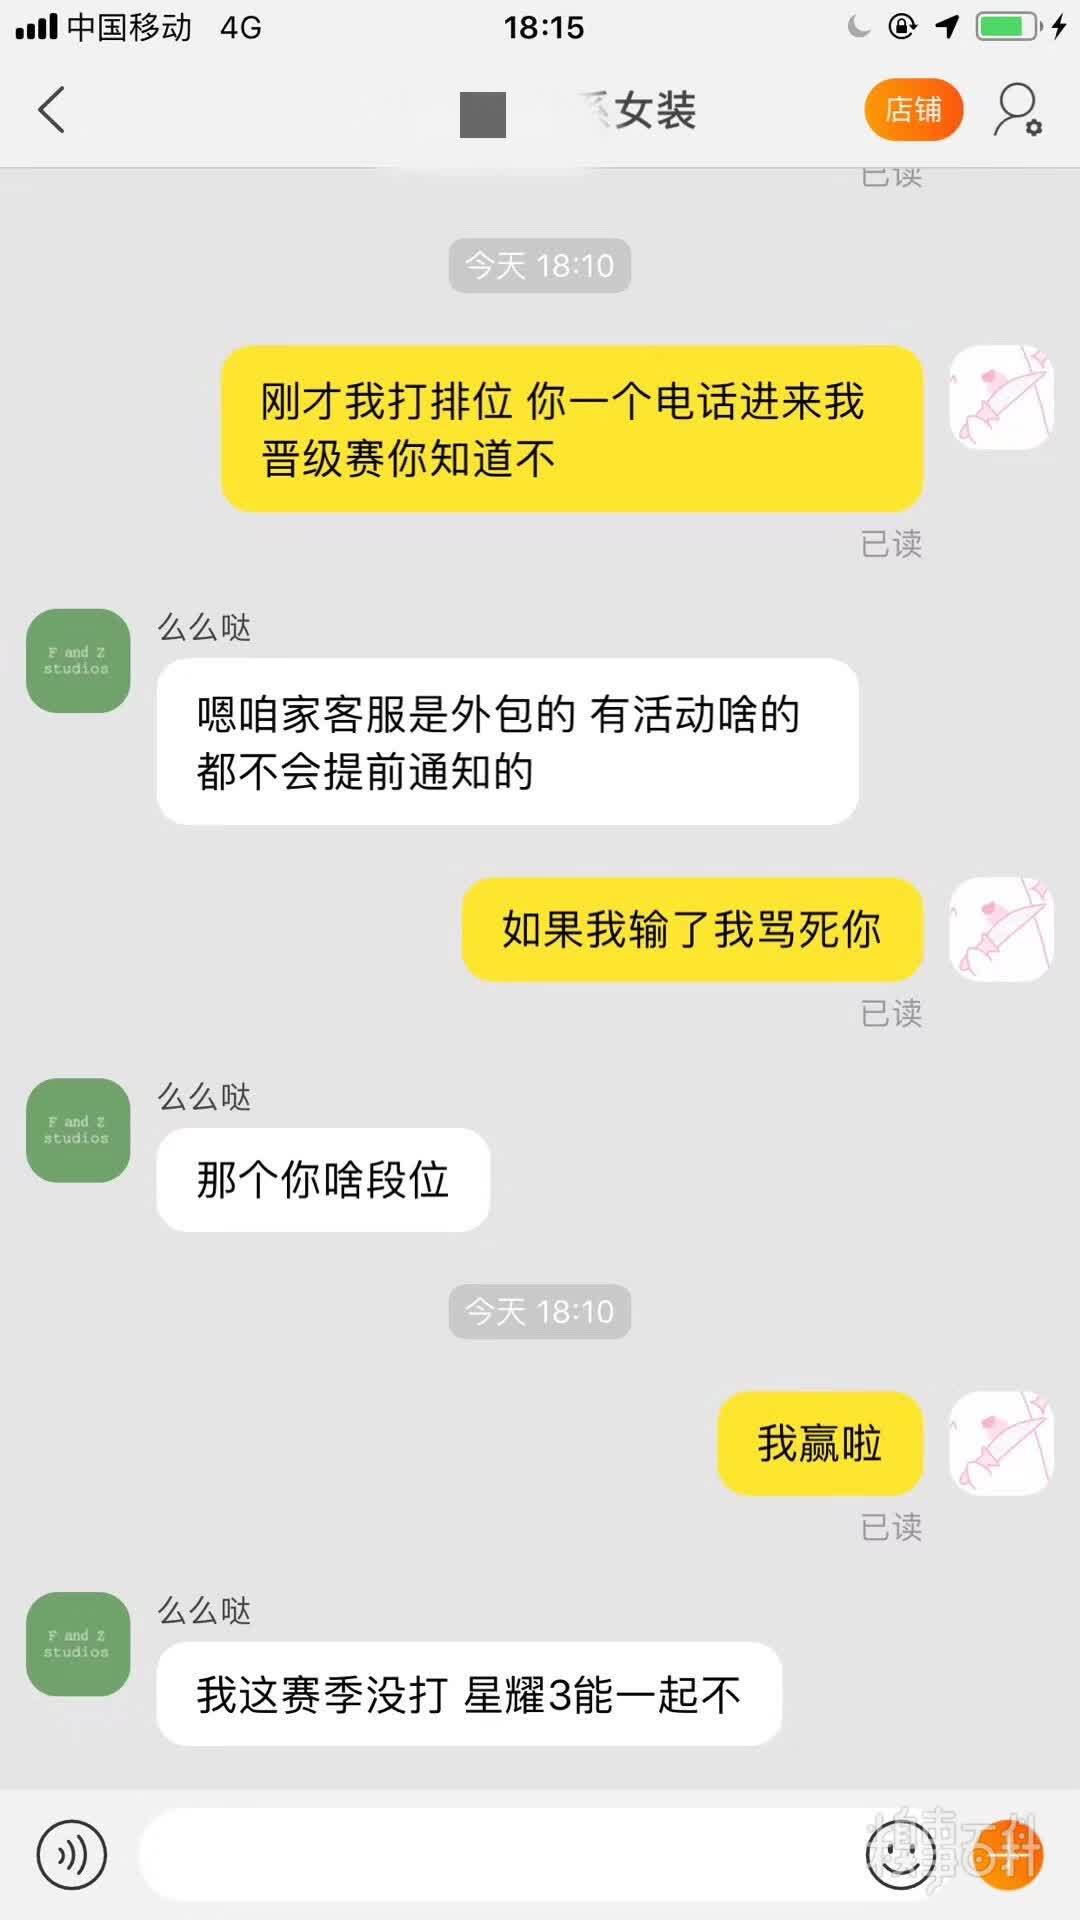 中国移动 4G 18:15
女装
店铺
已读
今天 18:10
刚才我打排位 你一个电话进来我
晋级赛你知道不
已读
么么哒
F and Z
studios
嗯咱家客服是外包的 有活动啥的
都不会提前通知的
如果我输了我骂死你
已读
么么哒
F and Z
studios
那个你啥段位
今天 18:10
我赢啦
已读
么么哒
F and Z
studios
我这赛季没打 星耀3能一起不
糗事百科